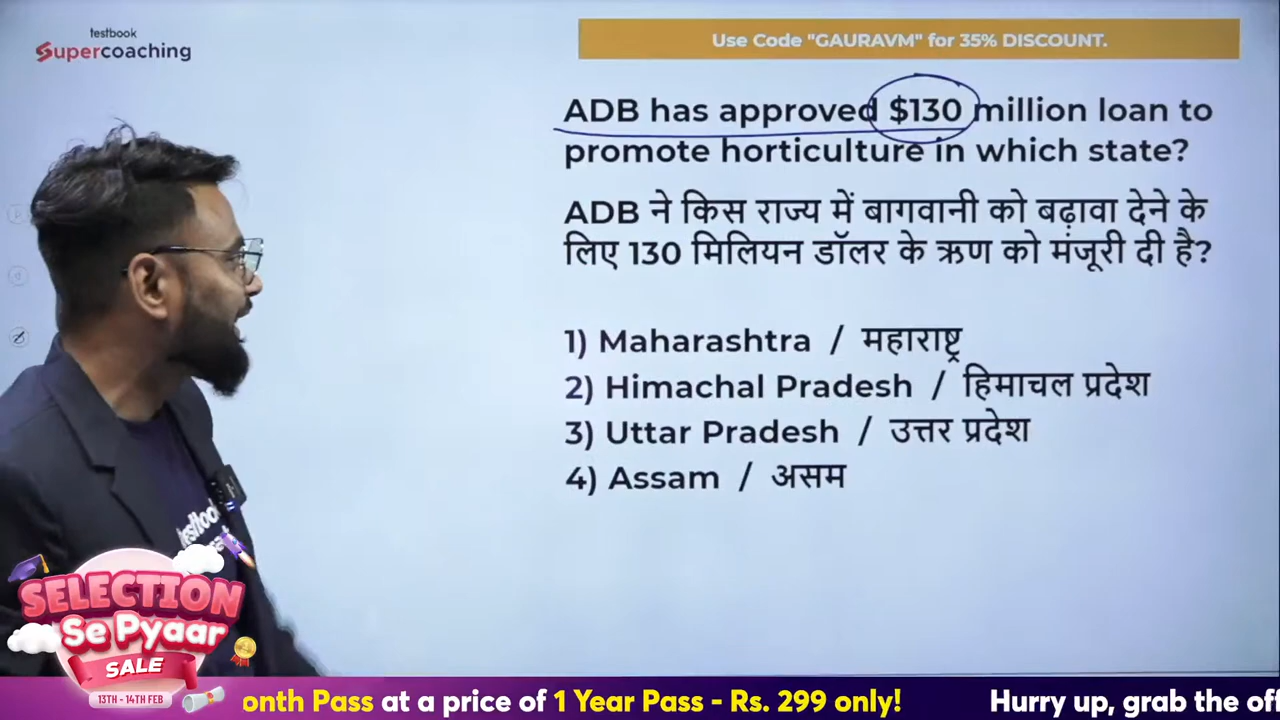 testbook
Supercoaching
Use Code "GAURAVM" for 35% DISCOUNT.
ADB has approved $130 million loan to
promote horticulture in which state?
ADB ने किस राज्य में बागवानी को बढ़ावा देने के
लिए 130 मिलियन डॉलर के ऋण को मंजूरी दी है?
1) Maharashtra / महाराष्ट्र
2) Himachal Pradesh / हिमाचल प्रदेश
3) Uttar Pradesh / उत्तर प्रदेश
4) Assam / असम
SELECTION
Se Pyaar
SALE
13TH - 14TH FEB
onth Pass at a price of 1 Year Pass - Rs. 299 only!
Hurry up, grab the off